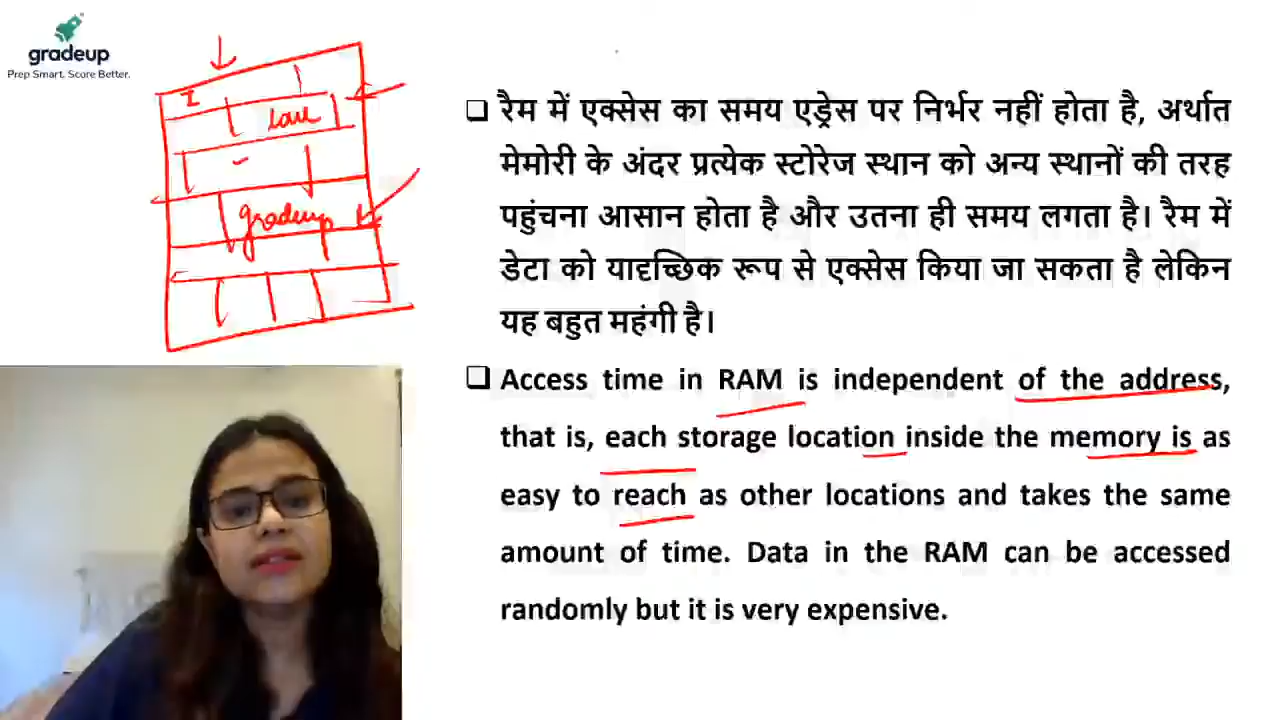 gradeup
Prep Smart. Score Better.
I
love
gradeup
❑ रैम में एक्सेस का समय एड्रेस पर निर्भर नहीं होता है, अर्थात
मेमोरी के अंदर प्रत्येक स्टोरेज स्थान को अन्य स्थानों की तरह
पहुंचना आसान होता है और उतना ही समय लगता है। रैम में
डेटा को यादृच्छिक रूप से एक्सेस किया जा सकता है लेकिन
यह बहुत महंगी है।
❑ Access time in RAM is independent of the address,
that is, each storage location inside the memory is as
easy to reach as other locations and takes the same
amount of time. Data in the RAM can be accessed
randomly but it is very expensive.